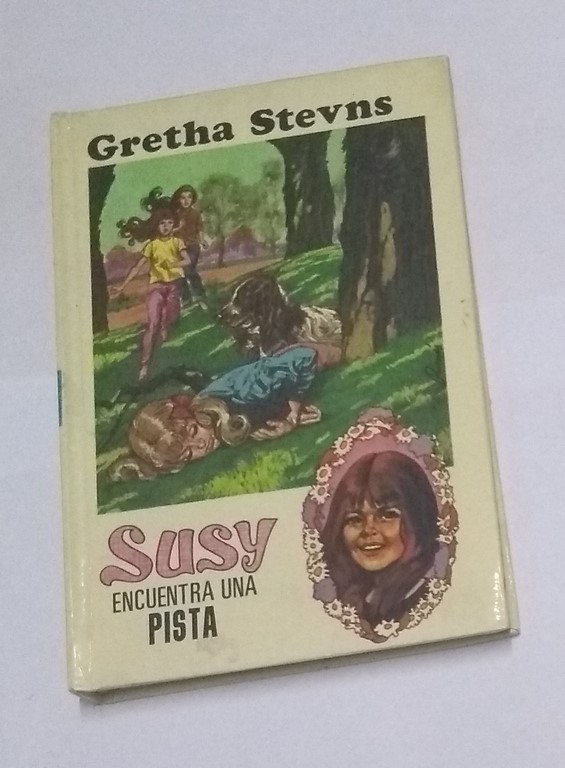 Gretha Stevns
Susy
ENCUENTRA UNA
PISTA